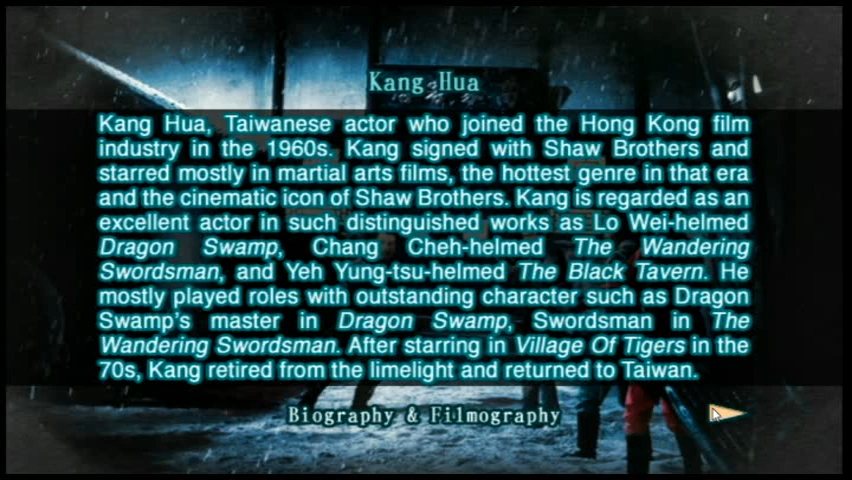 Kang Hua
Kang Hua, Taiwanese actor who joined the Hong Kong film
industry in the 1960s. Kang signed with Shaw Brothers and
starred mostly in martial arts films, the hottest genre in that era
and the cinematic icon of Shaw Brothers. Kang is regarded as an
excellent actor in such distinguished works as Lo Wei-helmed
Dragon Swamp, Chang Cheh-helmed The Wandering
Swordsman, and Yeh Yung-tsu-helmed The Black Tavern. He
mostly played roles with outstanding character such as Dragon
Swamp's master in Dragon Swamp, Swordsman in The
Wandering Swordsman. After starring in Village Of Tigers in the
70s, Kang retired from the limelight and returned to Taiwan.
Biography & Filmography